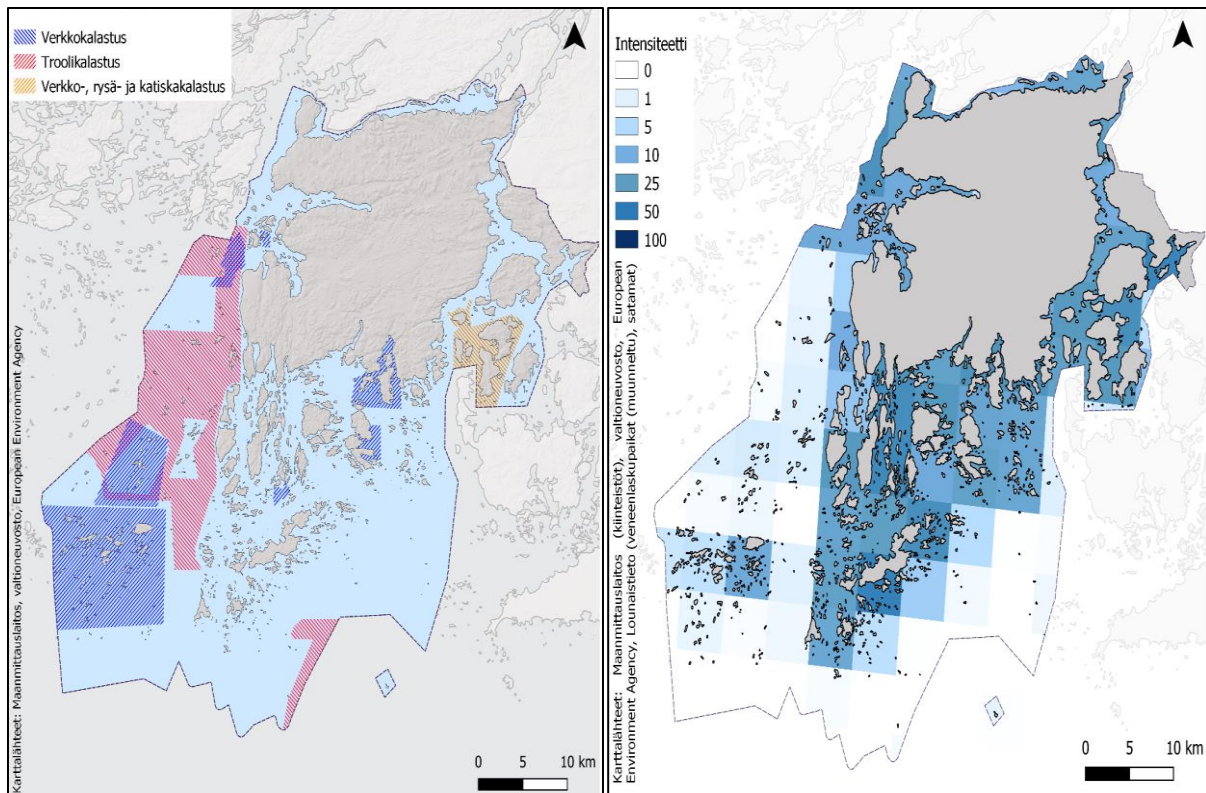 Verkkokalastus
Troolikalastus
Verkko-, rysä- ja katiskakalastus
Karttalähteet: Maanmittauslaitos, valtioneuvosto, European Environment Agency
0 5 10 km
Intensiteetti
0
1
5
10
25
50
100
Karttalähteet: Maanmittauslaitos (kiinteistöt), valtioneuvosto, European
Environment Agency, Lounaistieto (veneenlaskupaikat (muunneltu), satamat)
0 5 10 km